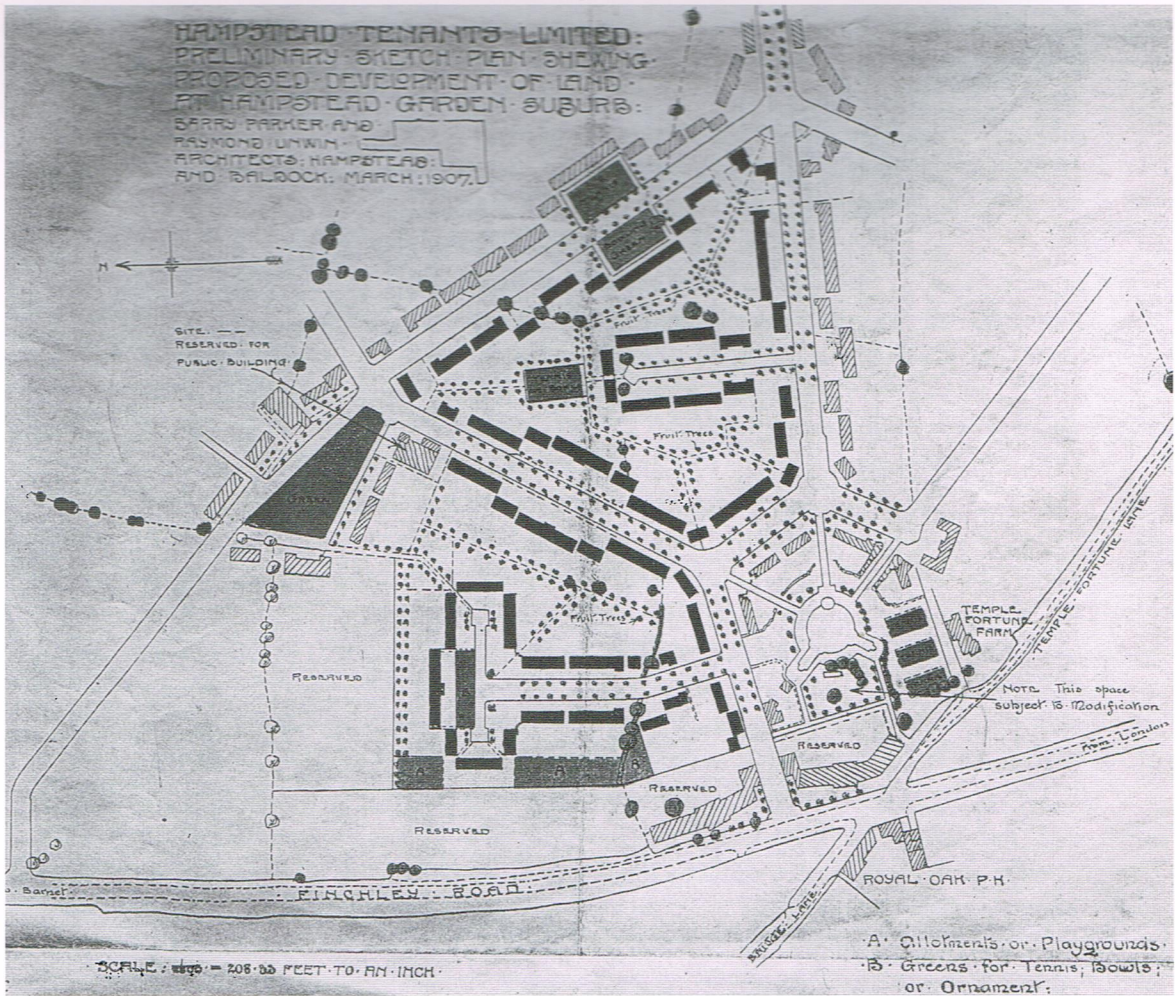 HAMPSTEAD·TENANTS·LIMITED:
PRELIMINARY·SKETCH·PLAN·SHEWING·
PROPOSED·DEVELOPMENT·OF·LAND·
AT·HAMPSTEAD·GARDEN·SUBURB:
BARRY·PARKER·AND
RAYMOND·UNWIN·
ARCHITECTS; HAMPSTEAD;
AND BALDOCK; MARCH; 1907.
N
SITE:
RESERVED·FOR
PUBLIC·BUILDING·
Fruit·Trees
Fruit·Trees
GREEN
Fruit·Trees
RESERVED
TEMPLE
FORTUNE
FARM
TEMPLE·FORTUNE·LANE
NOTE This space
subject·to·Modification
From London
RESERVED
RESERVED
A
A
RESERVED
Barnet
FINCHLEY ROAD
ROYAL·OAK·P.H.
LANE
SCALE: = 208·33 FEET·TO·AN·INCH·
·A· Allotments·or·Playgrounds·
·B· Greens·for·Tennis; Bowls;
or·Ornament;